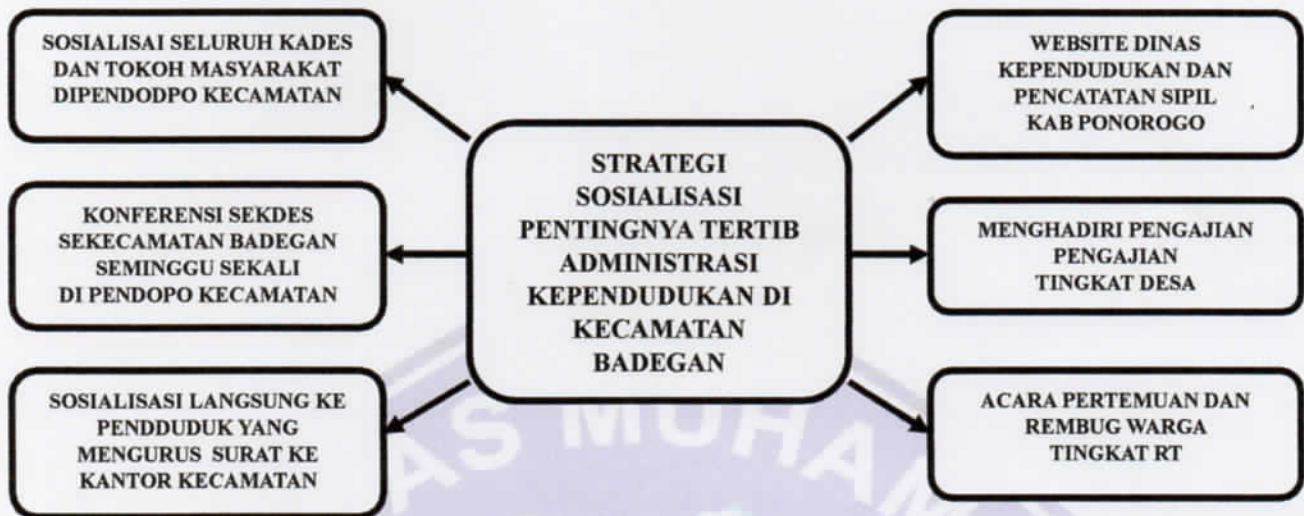 SOSIALISAI SELURUH KADES
DAN TOKOH MASYARAKAT
DIPENDODPO KECAMATAN
KONFERENSI SEKDES
SEKECAMATAN BADEGAN
SEMINGGU SEKALI
DI PENDOPO KECAMATAN
SOSIALISASI LANGSUNG KE
PENDDUDUK YANG
MENGURUS SURAT KE
KANTOR KECAMATAN
STRATEGI
SOSIALISASI
PENTINGNYA TERTIB
ADMINISTRASI
KEPENDUDUKAN DI
KECAMATAN
BADEGAN
WEBSITE DINAS
KEPENDUDUKAN DAN
PENCATATAN SIPIL
KAB PONOROGO
MENGHADIRI PENGAJIAN
PENGAJIAN
TINGKAT DESA
ACARA PERTEMUAN DAN
REMBUG WARGA
TINGKAT RT